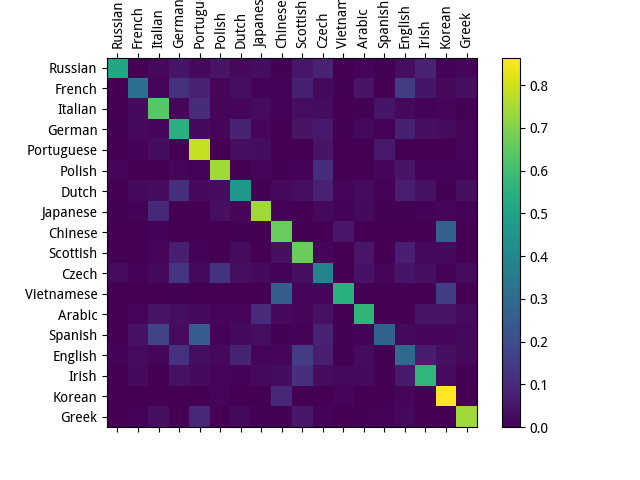 Russian
French
Italian
German
Portugu
Polish
Dutch
Japanes
Chinese
Scottish
Czech
Vietnam
Arabic
Spanish
English
Irish
Korean
Greek
Russian
French
Italian
German
Portuguese
Polish
Dutch
Japanese
Chinese
Scottish
Czech
Vietnamese
Arabic
Spanish
English
Irish
Korean
Greek
0.8
0.7
0.6
0.5
0.4
0.3
0.2
0.1
0.0